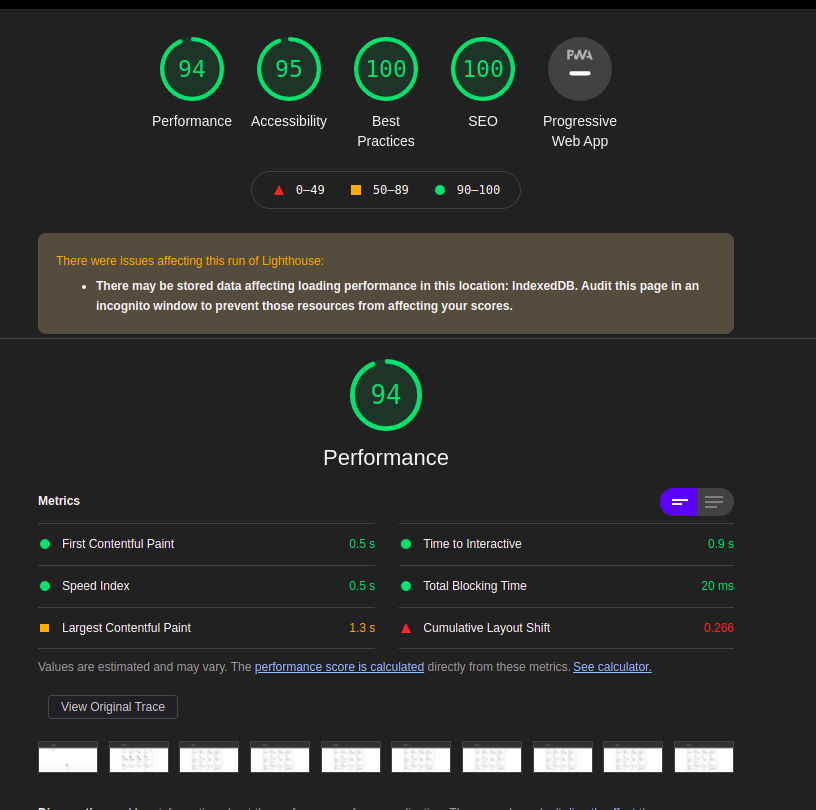 94 95 100 100 PWA
Performance Accessibility Best Practices SEO Progressive Web App
0–49 50–89 90–100
There were issues affecting this run of Lighthouse:
There may be stored data affecting loading performance in this location: IndexedDB. Audit this page in an
incognito window to prevent those resources from affecting your scores.
94
Performance
Metrics
First Contentful Paint 0.5 s
Time to Interactive 0.9 s
Speed Index 0.5 s
Total Blocking Time 20 ms
Largest Contentful Paint 1.3 s
Cumulative Layout Shift 0.266
Values are estimated and may vary. The performance score is calculated directly from these metrics. See calculator.
View Original Trace